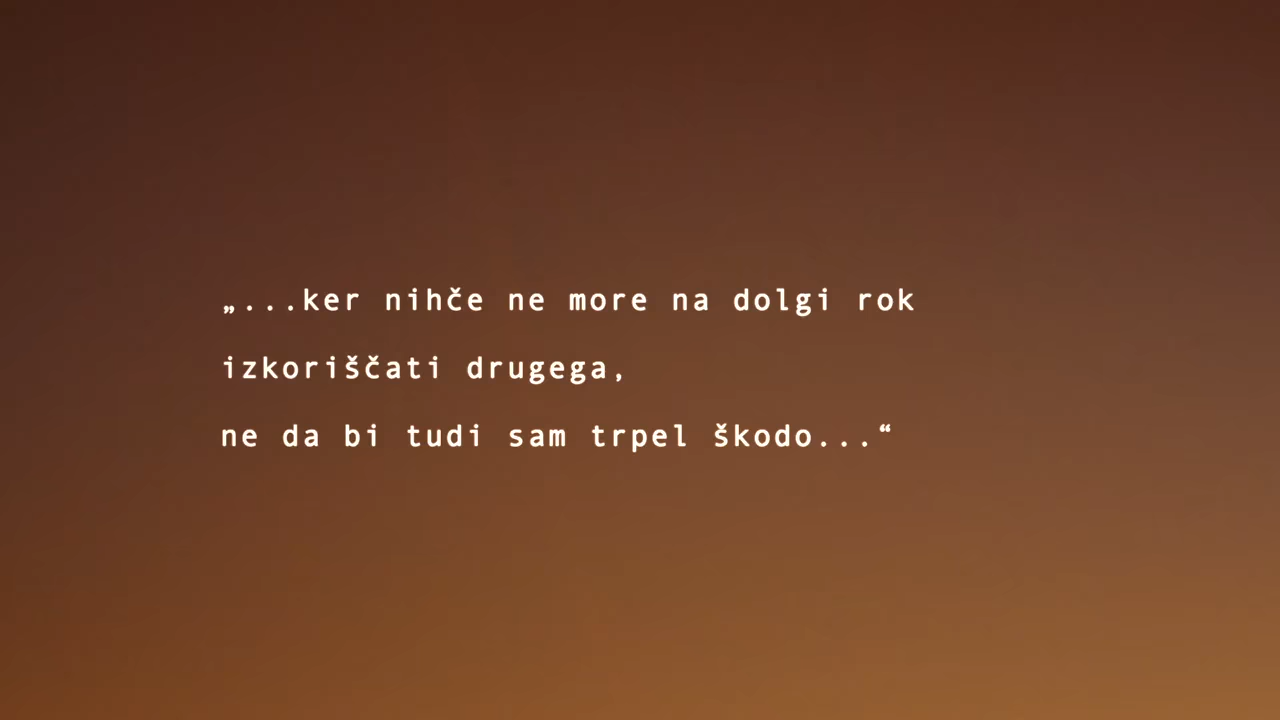 „...ker nihče ne more na dolgi rok
izkoriščati drugega,
ne da bi tudi sam trpel škodo...“